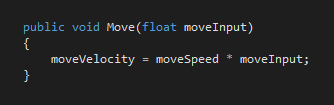 public void Move(float moveInput)
{
    moveVelocity = moveSpeed * moveInput;
}